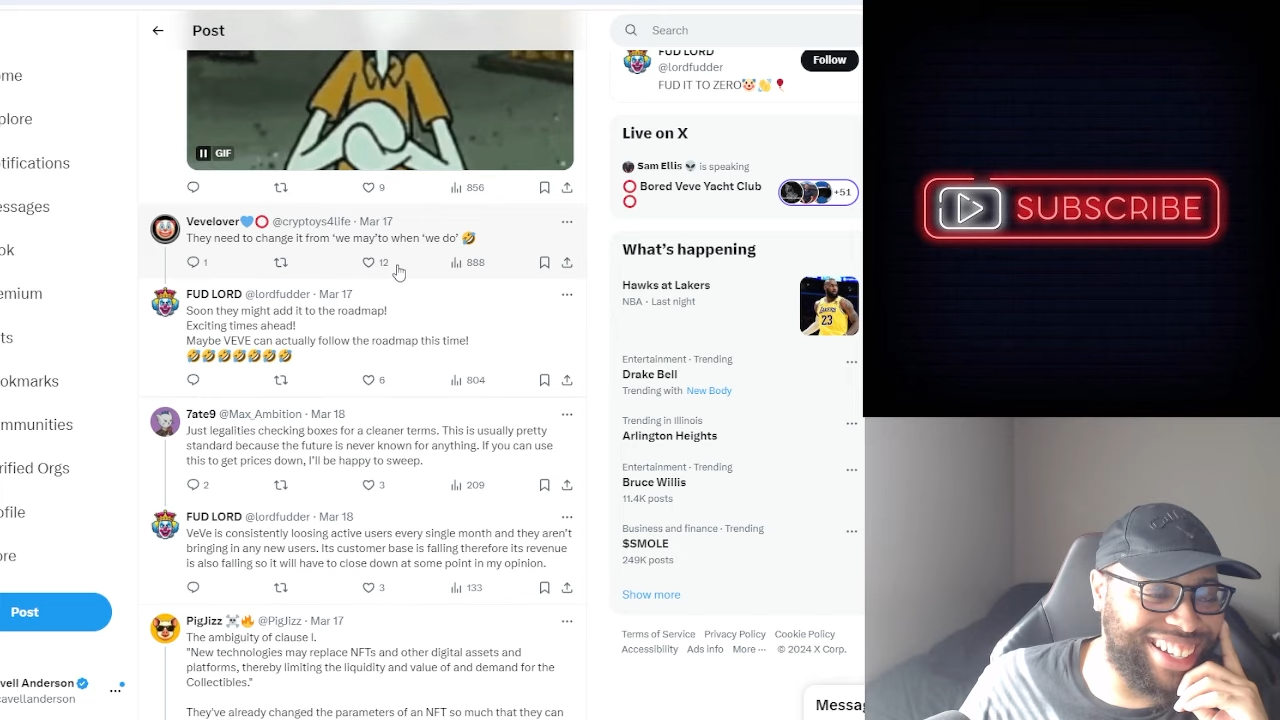 Post
Search
GIF
9
856
Vevelover @cryptoys4life · Mar 17
They need to change it from ‘we may’to when ‘we do’
1
12
888
FUD LORD @lordfudder · Mar 17
Soon they might add it to the roadmap!
Exciting times ahead!
Maybe VEVE can actually follow the roadmap this time!
6
804
7ate9 @Max_Ambition · Mar 18
Just legalities checking boxes for a cleaner terms. This is usually pretty
standard because the future is never known for anything. If you can use
this to get prices down, I'll be happy to sweep.
2
3
209
FUD LORD @lordfudder · Mar 18
VeVe is consistently loosing active users every single month and they aren't
bringing in any new users. Its customer base is falling therefore its revenue
is also falling so it will have to close down at some point in my opinion.
3
133
PigJizz @PigJizz · Mar 17
The ambiguity of clause I.
"New technologies may replace NFTs and other digital assets and
platforms, thereby limiting the liquidity and value of and demand for the
Collectibles."
They've already changed the parameters of an NFT so much that they can
ome
plore
otifications
essages
ok
emium
ts
okmarks
mmunities
rified Orgs
ofile
ore
Post
avell Anderson
cavellanderson
FUD LORD
@lordfudder
FUD IT TO ZERO
Follow
Live on X
Sam Ellis is speaking
Bored Veve Yacht Club
+51
What's happening
Hawks at Lakers
NBA · Last night
23
Entertainment · Trending
Drake Bell
Trending with New Body
Trending in Illinois
Arlington Heights
Entertainment · Trending
Bruce Willis
11.4K posts
Business and finance · Trending
$SMOLE
249K posts
Show more
Terms of Service Privacy Policy Cookie Policy
Accessibility Ads info More ··· © 2024 X Corp.
Messa
SUBSCRIBE